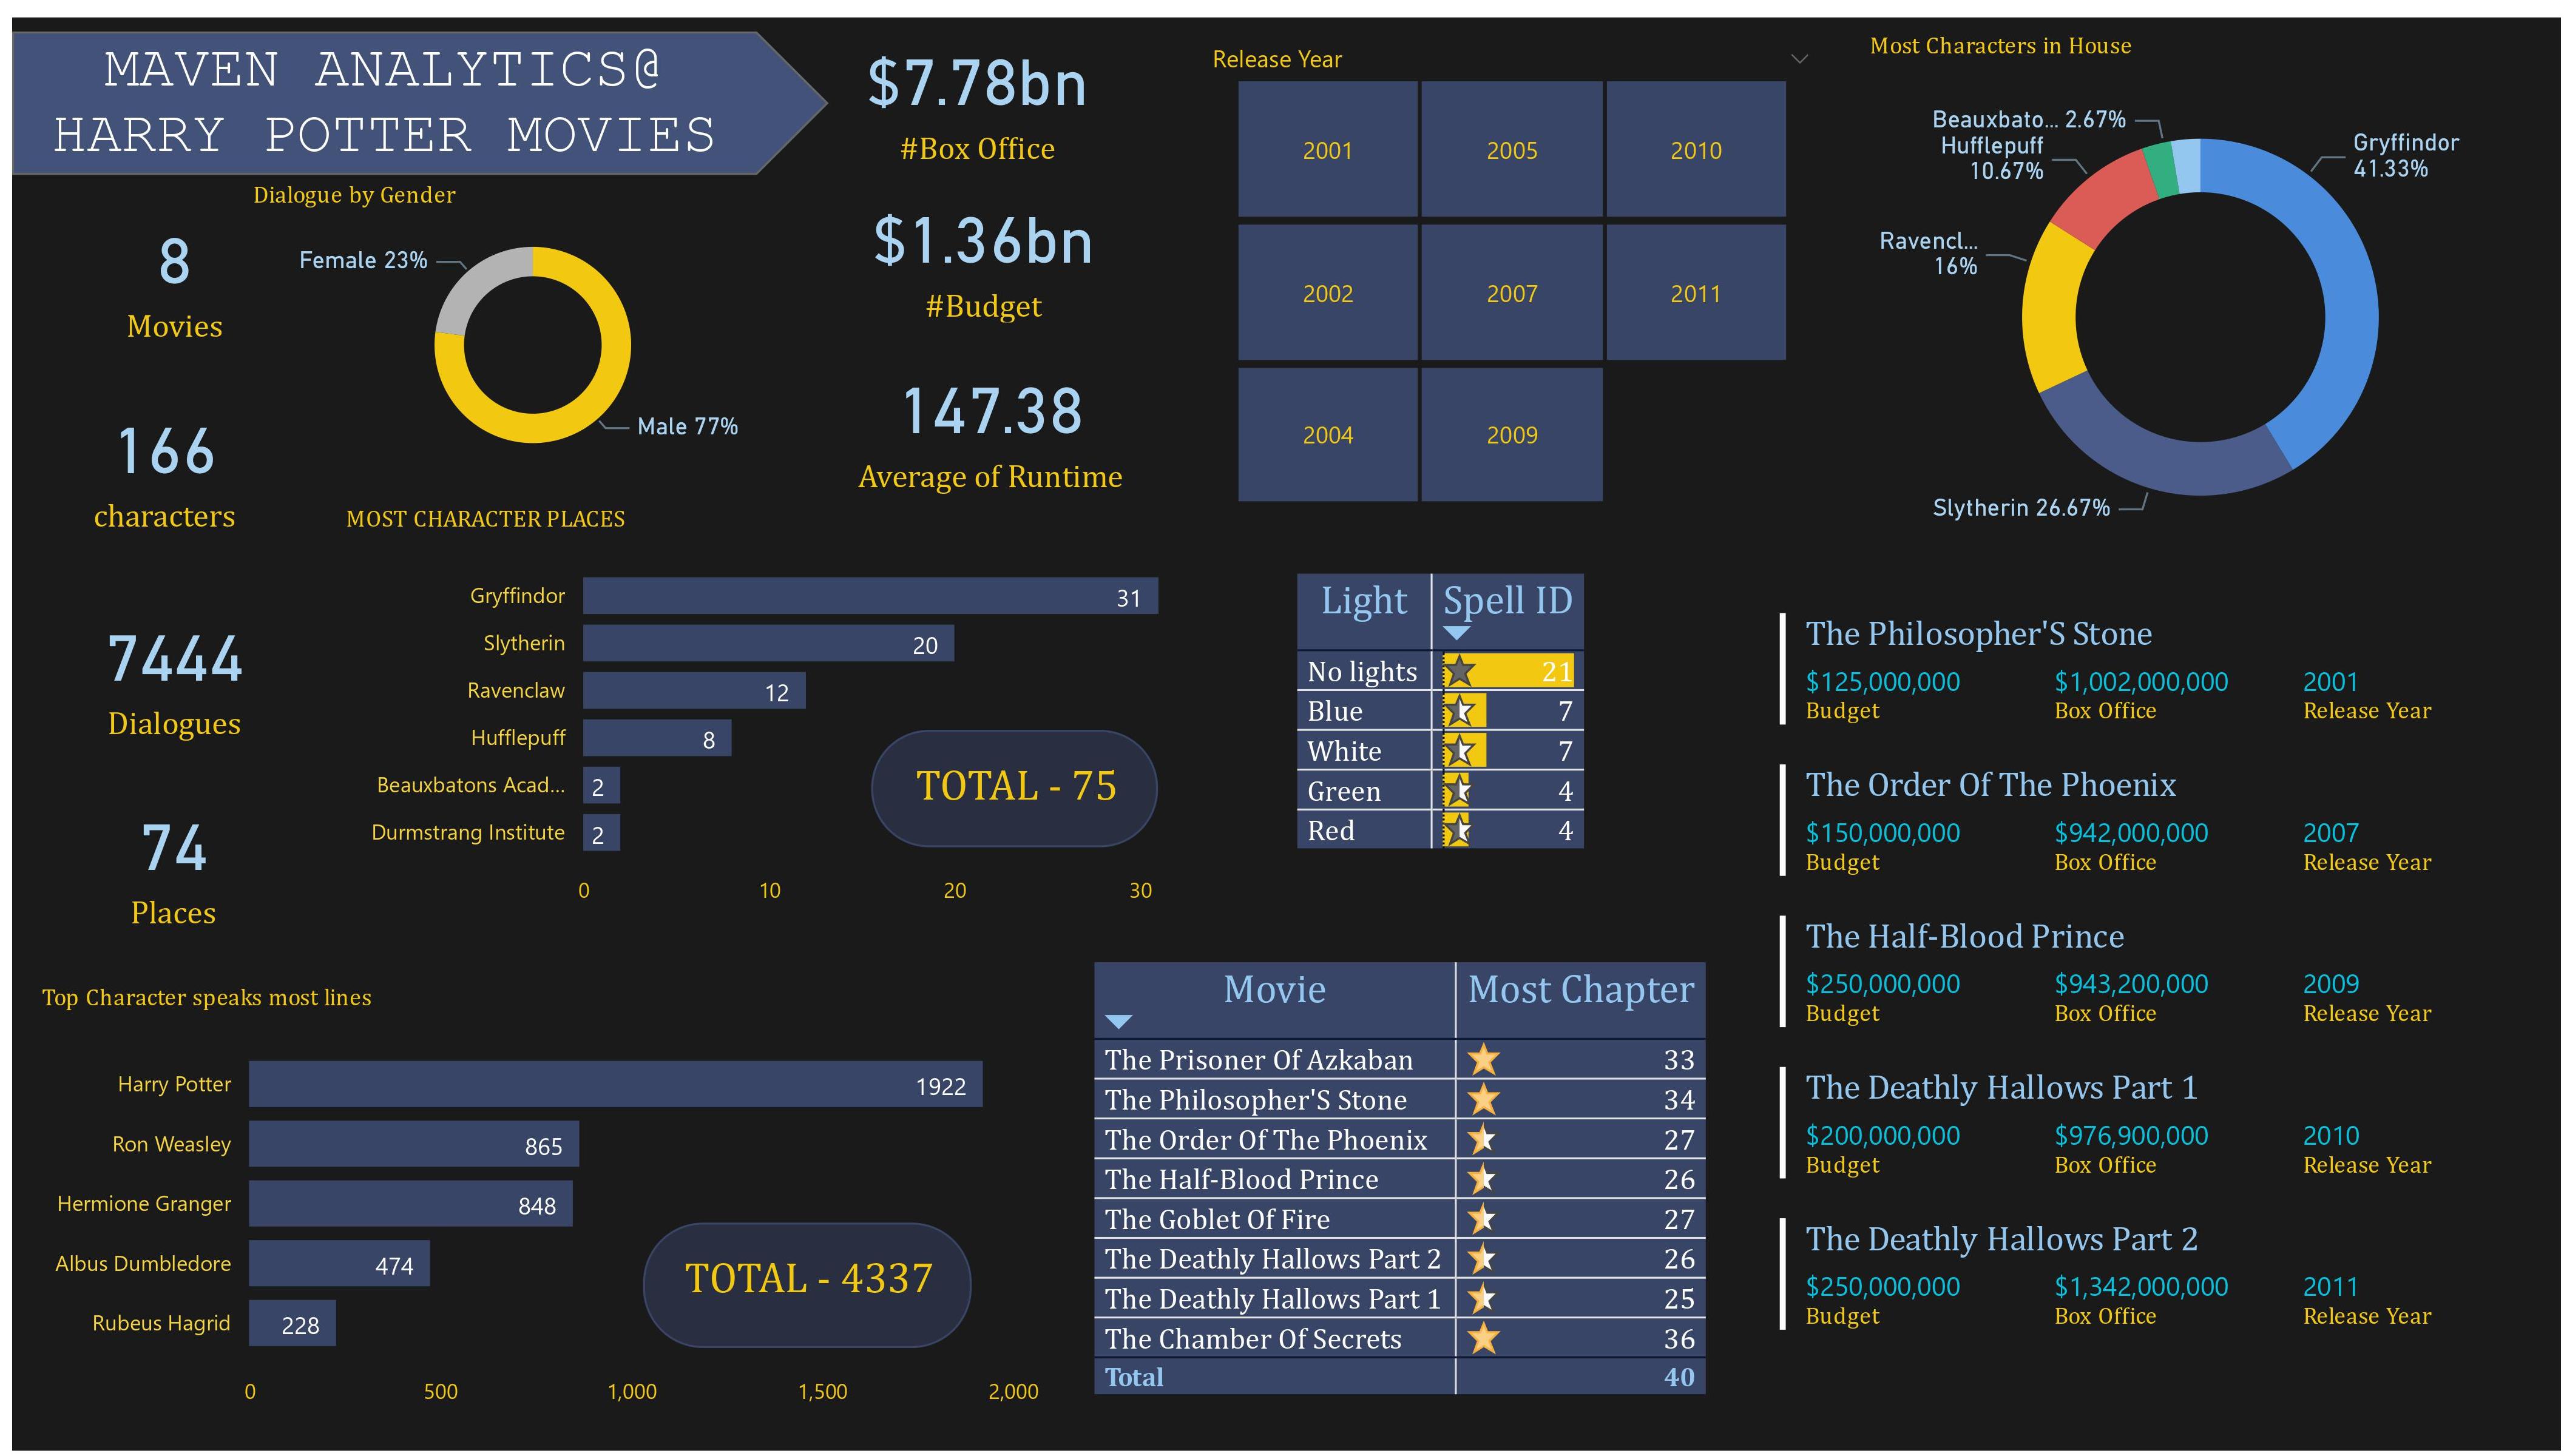 MAVEN ANALYTICS@
HARRY POTTER MOVIES
$7.78bn
#Box Office
$1.36bn
#Budget
147.38
Average of Runtime
Release Year
2001
2005
2010
2002
2007
2011
2004
2009
Most Characters in House
Beauxbato... 2.67%
Hufflepuff
10.67%
Gryffindor
41.33%
Ravencl...
16%
Slytherin 26.67%
Dialogue by Gender
Female 23%
Male 77%
8
Movies
166
characters
7444
Dialogues
74
Places
MOST CHARACTER PLACES
Gryffindor 31
Slytherin 20
Ravenclaw 12
Hufflepuff 8
Beauxbatons Acad... 2
Durmstrang Institute 2
0 10 20 30
TOTAL - 75
Light Spell ID
No lights 21
Blue 7
White 7
Green 4
Red 4
The Philosopher'S Stone
$125,000,000 $1,002,000,000 2001
Budget Box Office Release Year
The Order Of The Phoenix
$150,000,000 $942,000,000 2007
Budget Box Office Release Year
The Half-Blood Prince
$250,000,000 $943,200,000 2009
Budget Box Office Release Year
The Deathly Hallows Part 1
$200,000,000 $976,900,000 2010
Budget Box Office Release Year
The Deathly Hallows Part 2
$250,000,000 $1,342,000,000 2011
Budget Box Office Release Year
Top Character speaks most lines
Harry Potter 1922
Ron Weasley 865
Hermione Granger 848
Albus Dumbledore 474
Rubeus Hagrid 228
0 500 1,000 1,500 2,000
TOTAL - 4337
Movie Most Chapter
The Prisoner Of Azkaban 33
The Philosopher'S Stone 34
The Order Of The Phoenix 27
The Half-Blood Prince 26
The Goblet Of Fire 27
The Deathly Hallows Part 2 26
The Deathly Hallows Part 1 25
The Chamber Of Secrets 36
Total 40